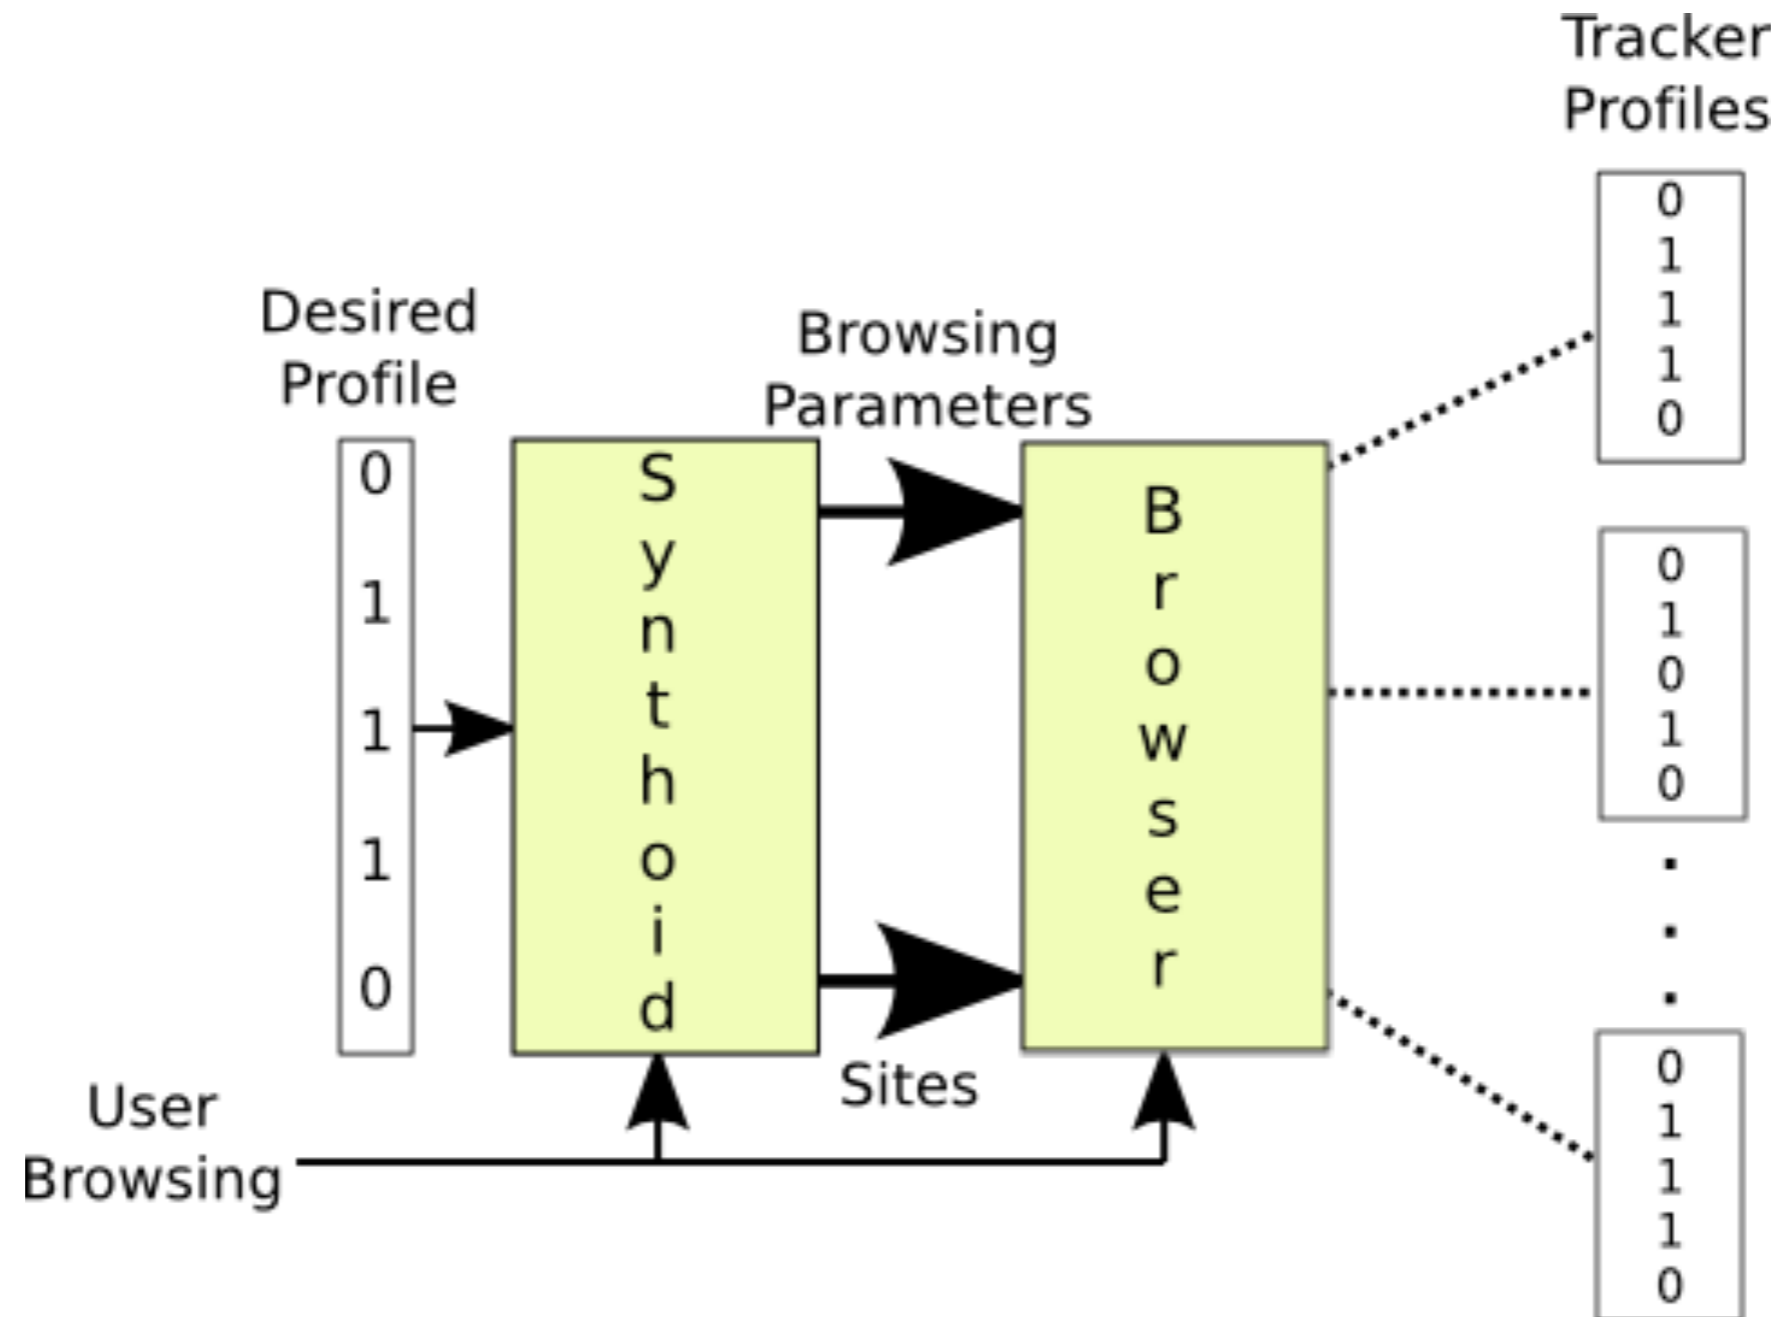 Tracker
Profiles
0
1
1
1
0
Desired
Profile
0
1
1
1
0
Synthoid
Browsing
Parameters
Browser
0
1
0
1
0
.
.
.
Sites
User
Browsing
0
1
1
1
0